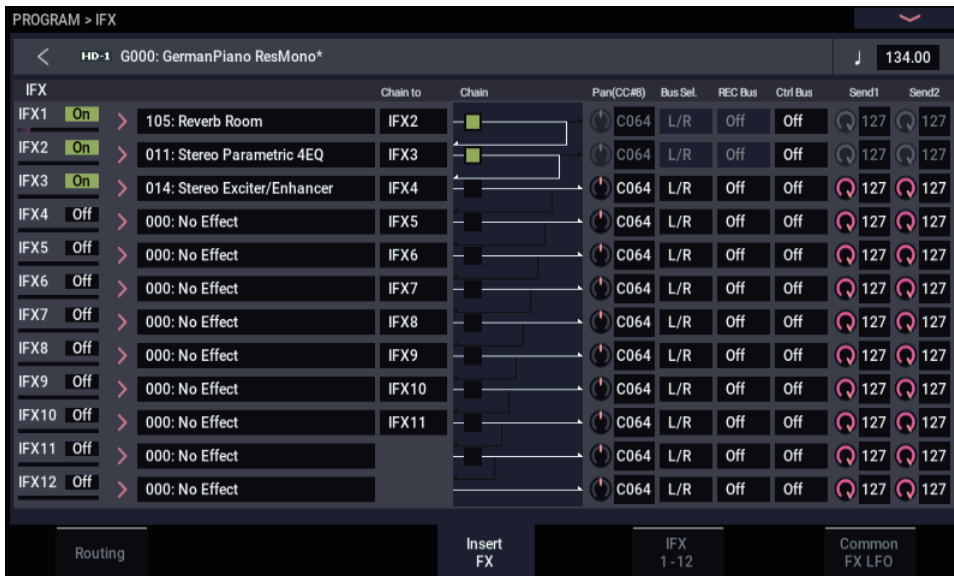 PROGRAM > IFX
HD-1 G000: GermanPiano ResMono* ♩ 134.00
IFX Chain to Chain Pan(CC#8) Bus Sel. REC Bus Ctrl Bus Send1 Send2
IFX1 On 105: Reverb Room IFX2 C064 L/R Off Off 127 127
IFX2 On 011: Stereo Parametric 4EQ IFX3 C064 L/R Off Off 127 127
IFX3 On 014: Stereo Exciter/Enhancer IFX4 C064 L/R Off Off 127 127
IFX4 Off 000: No Effect IFX5 C064 L/R Off Off 127 127
IFX5 Off 000: No Effect IFX6 C064 L/R Off Off 127 127
IFX6 Off 000: No Effect IFX7 C064 L/R Off Off 127 127
IFX7 Off 000: No Effect IFX8 C064 L/R Off Off 127 127
IFX8 Off 000: No Effect IFX9 C064 L/R Off Off 127 127
IFX9 Off 000: No Effect IFX10 C064 L/R Off Off 127 127
IFX10 Off 000: No Effect IFX11 C064 L/R Off Off 127 127
IFX11 Off 000: No Effect C064 L/R Off Off 127 127
IFX12 Off 000: No Effect C064 L/R Off Off 127 127
Routing
Insert
FX
IFX
1-12
Common
FX LFO